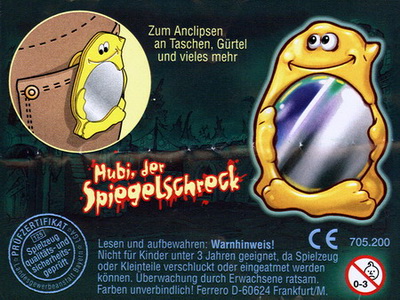 Zum Anclipsen
an Taschen, Gürtel
und vieles mehr
Hubi, der
Spiegelschreck
PRÜFZERTIFIKAT
Spielzeug
sicherheits-
geprüft
CE 705.200
Lesen und aufbewahren: Warnhinweis!
Nicht für Kinder unter 3 Jahren geeignet, da Spielzeug
oder Kleinteile verschluckt oder eingeatmet werden
können. Überwachung durch Erwachsene ratsam.
Farben unverbindlich! Ferrero D-60624 Frankfurt/M.
0-3